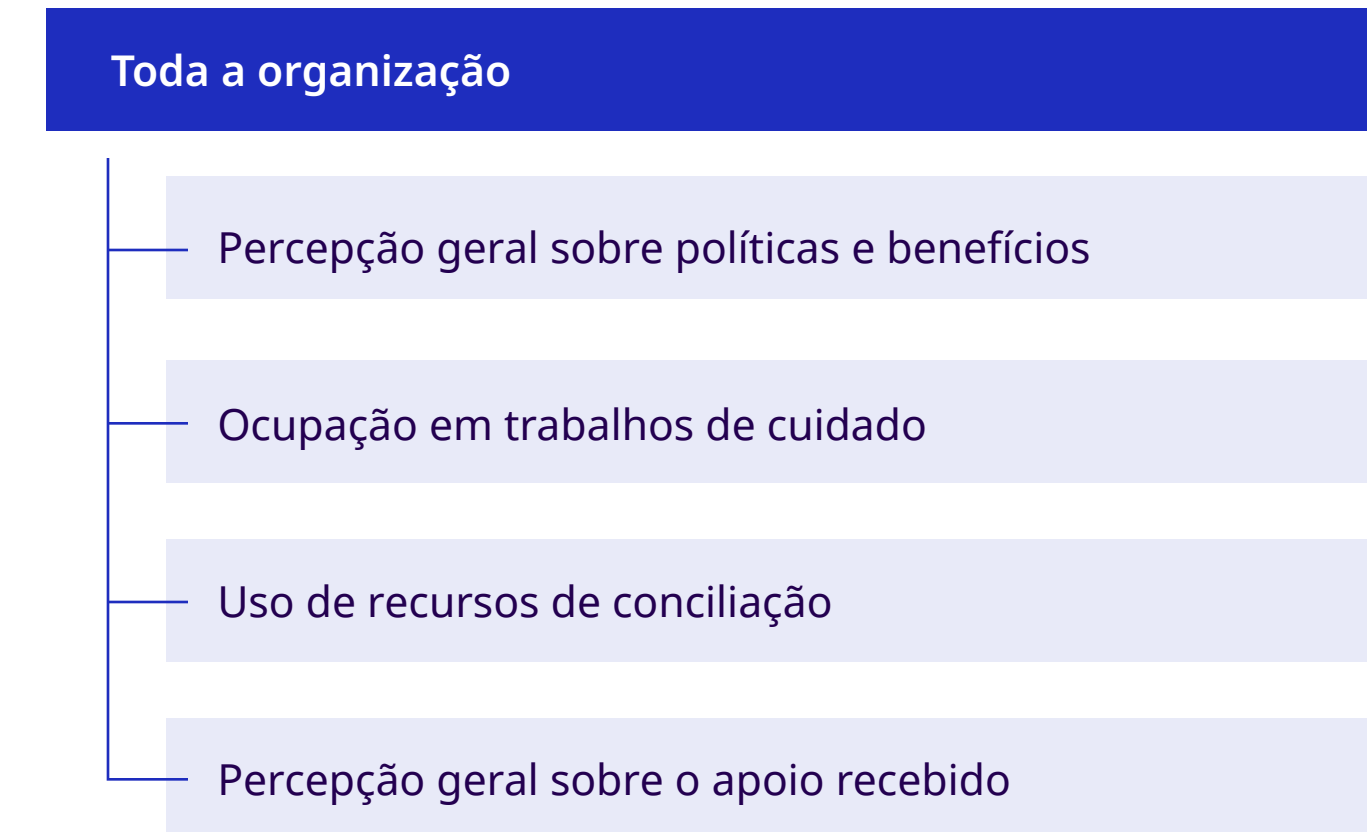 Toda a organização
Percepção geral sobre políticas e benefícios
Ocupação em trabalhos de cuidado
Uso de recursos de conciliação
Percepção geral sobre o apoio recebido